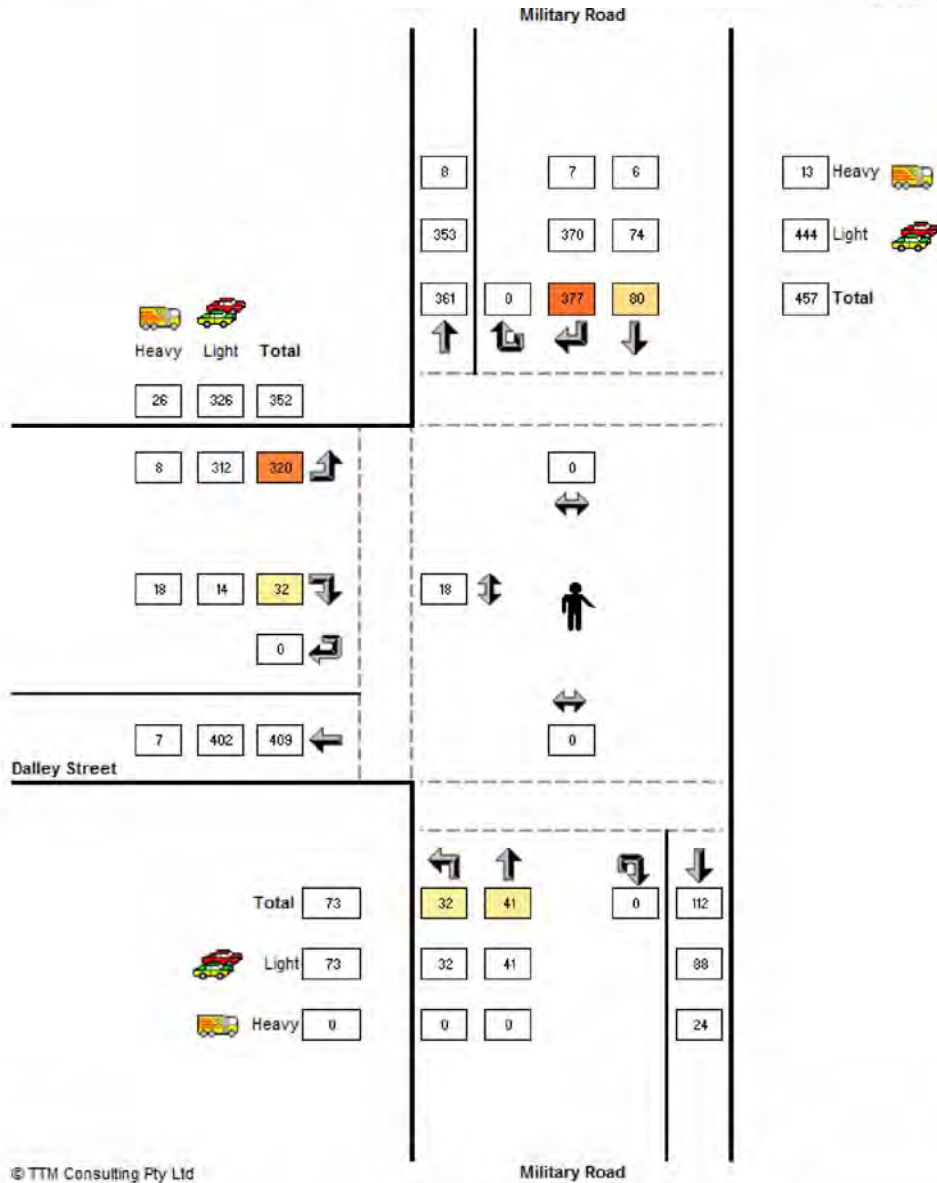 Military Road
8 7 6 13 Heavy
353 370 74 444 Light
361 0 377 80 457 Total
Heavy Light Total
26 326 352
8 312 320 0
18 14 32 18
0
7 402 409 0
Dalley Street
Total 73 32 41 0 112
Light 73 32 41 88
Heavy 0 0 0 24
© TTM Consulting Pty Ltd Military Road